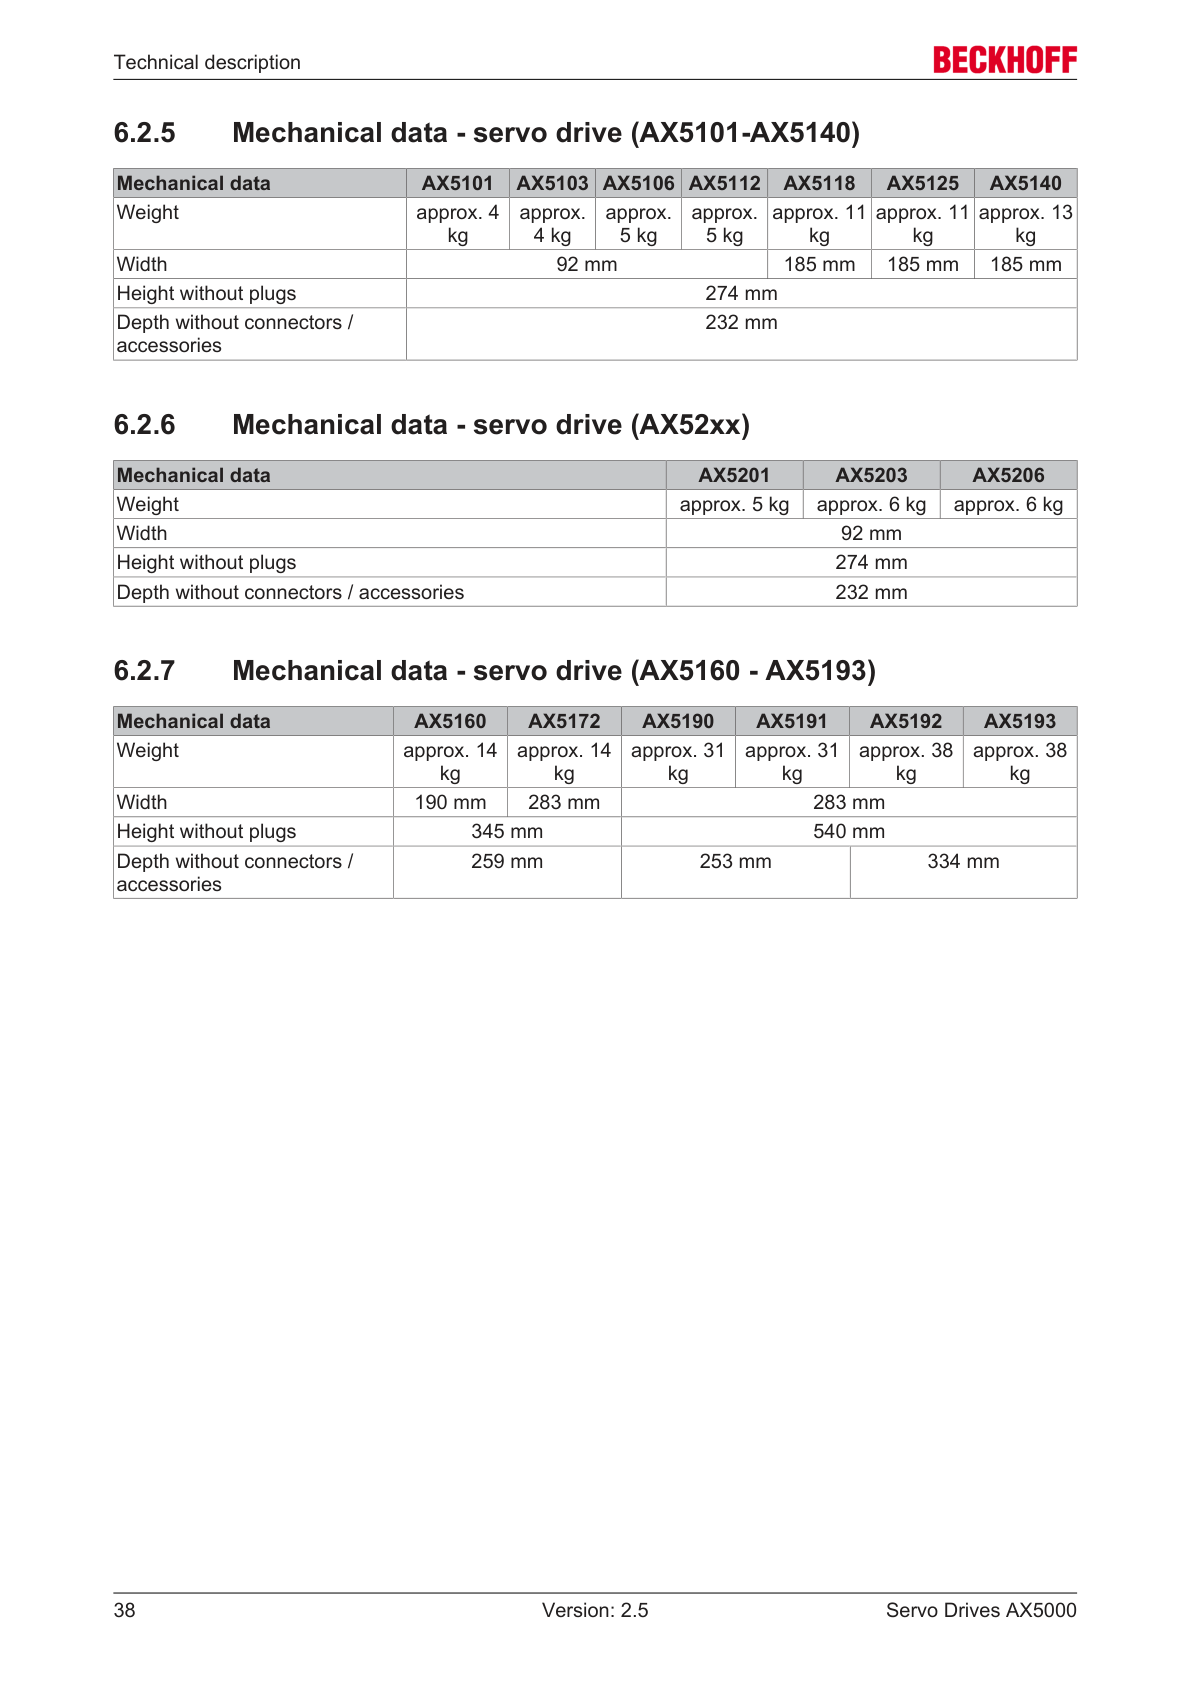 Technical description
BECKHOFF
6.2.5 Mechanical data - servo drive (AX5101-AX5140)
Mechanical data AX5101 AX5103 AX5106 AX5112 AX5118 AX5125 AX5140
Weight approx. 4 approx. approx. approx. approx. 11 approx. 11 approx. 13
kg 4 kg 5 kg 5 kg kg kg kg
Width 92 mm 185 mm 185 mm 185 mm
Height without plugs 274 mm
Depth without connectors / 232 mm
accessories
6.2.6 Mechanical data - servo drive (AX52xx)
Mechanical data AX5201 AX5203 AX5206
Weight approx. 5 kg approx. 6 kg approx. 6 kg
Width 92 mm
Height without plugs 274 mm
Depth without connectors / accessories 232 mm
6.2.7 Mechanical data - servo drive (AX5160 - AX5193)
Mechanical data AX5160 AX5172 AX5190 AX5191 AX5192 AX5193
Weight approx. 14 approx. 14 approx. 31 approx. 31 approx. 38 approx. 38
kg kg kg kg kg kg
Width 190 mm 283 mm 283 mm
Height without plugs 345 mm 540 mm
Depth without connectors / 259 mm 253 mm 334 mm
accessories
38 Version: 2.5 Servo Drives AX5000